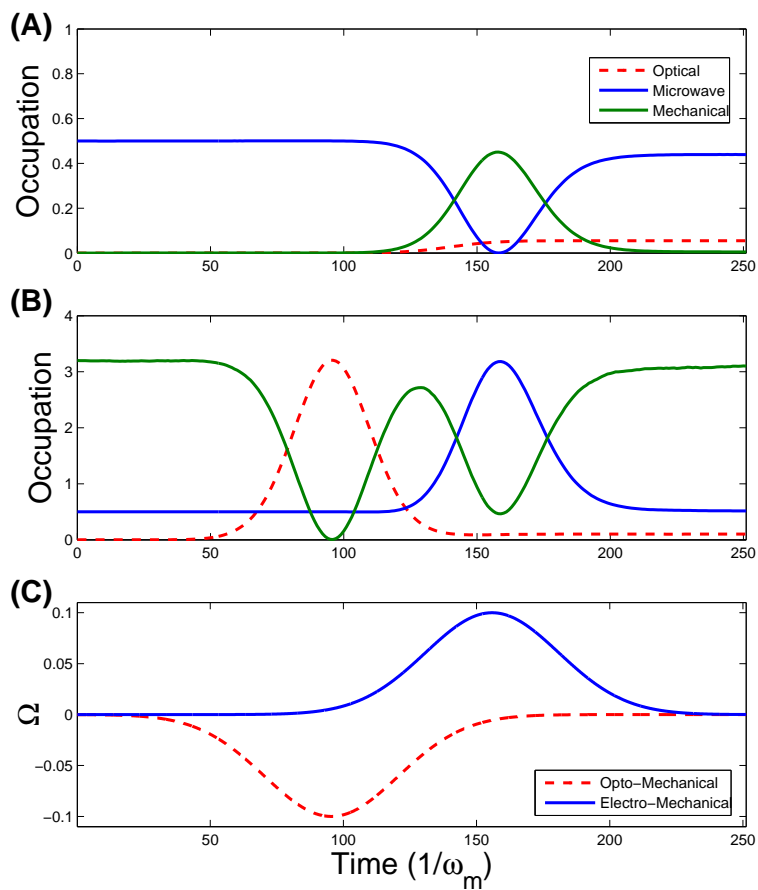 (A)
1
0.8
0.6
0.4
0.2
0
Occupation
Optical
Microwave
Mechanical
0 50 100 150 200 250
(B)
4
3
2
1
0
Occupation
0 50 100 150 200 250
(C)
0.1
0.05
0
−0.05
−0.1
Ω
Opto−Mechanical
Electro−Mechanical
50 100 150 200 250
Time (1/ωm)